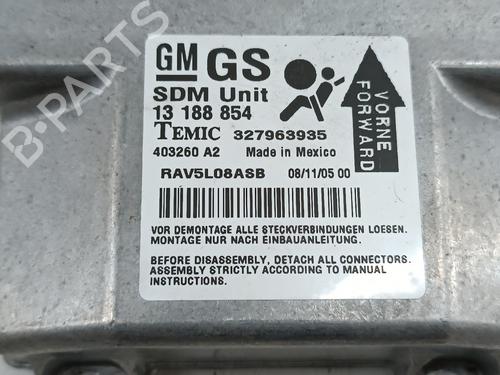 GM GS
SDM Unit
13 188 854
TEMIC 327963935
403260 A2 Made in Mexico
RAV5L08ASB 08/11/05 00
VORNE
FORWARD
VOR DEMONTAGE ALLE STECKVERBINDUNGEN LOESEN.
MONTAGE NUR NACH EINBAUANLEITUNG.
BEFORE DISASSEMBLY, DETACH ALL CONNECTORS.
ASSEMBLY STRICTLY ACCORDING TO MANUAL
INSTRUCTIONS.
B-PARTS